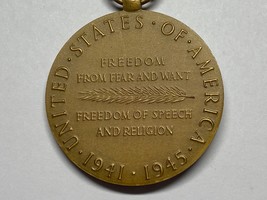 UNITED · STATES · OF · AMERICA ·
FREEDOM
FROM FEAR AND WANT
FREEDOM OF SPEECH
AND RELIGION
· 1941 · 1945 ·